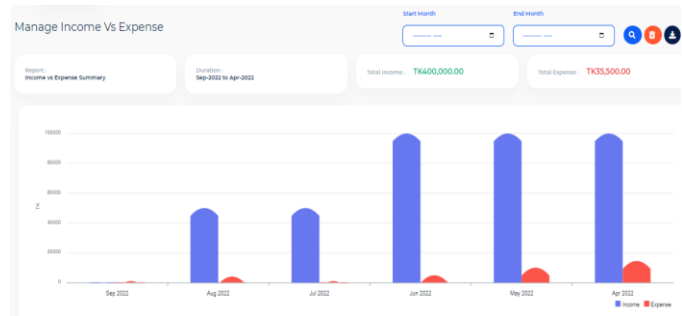 Start Month
End Month
Manage Income Vs Expense
Report :
Income vs Expense Summary
Duration :
Sep-2022 to Apr-2022
Total Income : TK400,000.00
Total Expense : TK35,500.00
100000
80000
60000
40000
20000
0
TK
Sep 2022
Aug 2022
Jul 2022
Jun 2022
May 2022
Apr 2022
Income
Expense